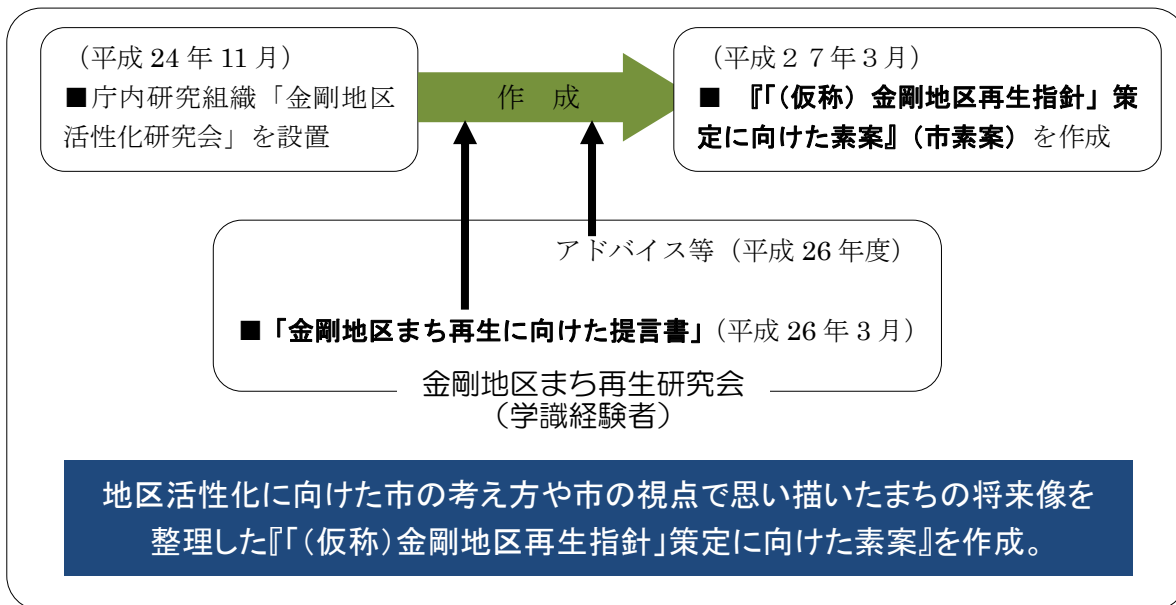 （平成 24 年 11 月）
■庁内研究組織「金剛地区
活性化研究会」を設置
作　成
（平成２７年３月）
■ 『「（仮称）金剛地区再生指針」策
定に向けた素案』（市素案）を作成
アドバイス等（平成 26 年度）
■「金剛地区まち再生に向けた提言書」（平成 26 年 3 月）
金剛地区まち再生研究会
（学識経験者）
地区活性化に向けた市の考え方や市の視点で思い描いたまちの将来像を
整理した『「（仮称）金剛地区再生指針」策定に向けた素案』を作成。